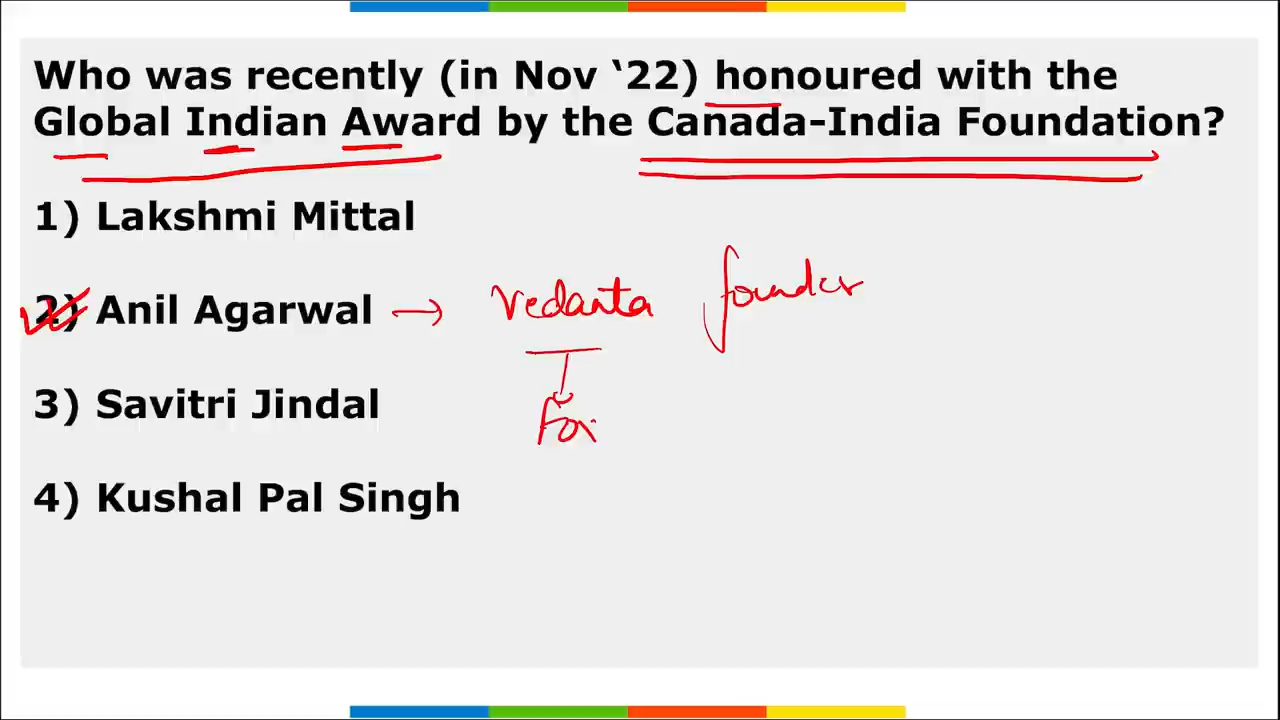 Who was recently (in Nov ‘22) honoured with the
Global Indian Award by the Canada-India Foundation?
1) Lakshmi Mittal
2) Anil Agarwal → Vedanta founder
Fox
3) Savitri Jindal
4) Kushal Pal Singh